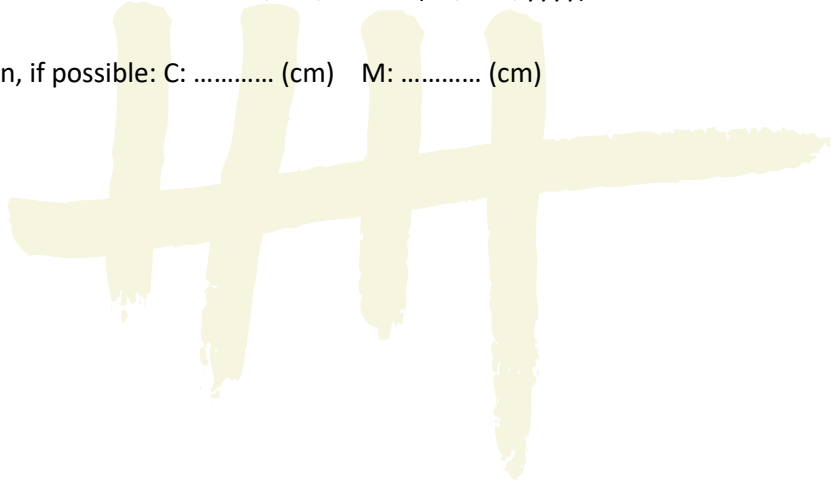 n, if possible: C: ………… (cm) M: ………… (cm)